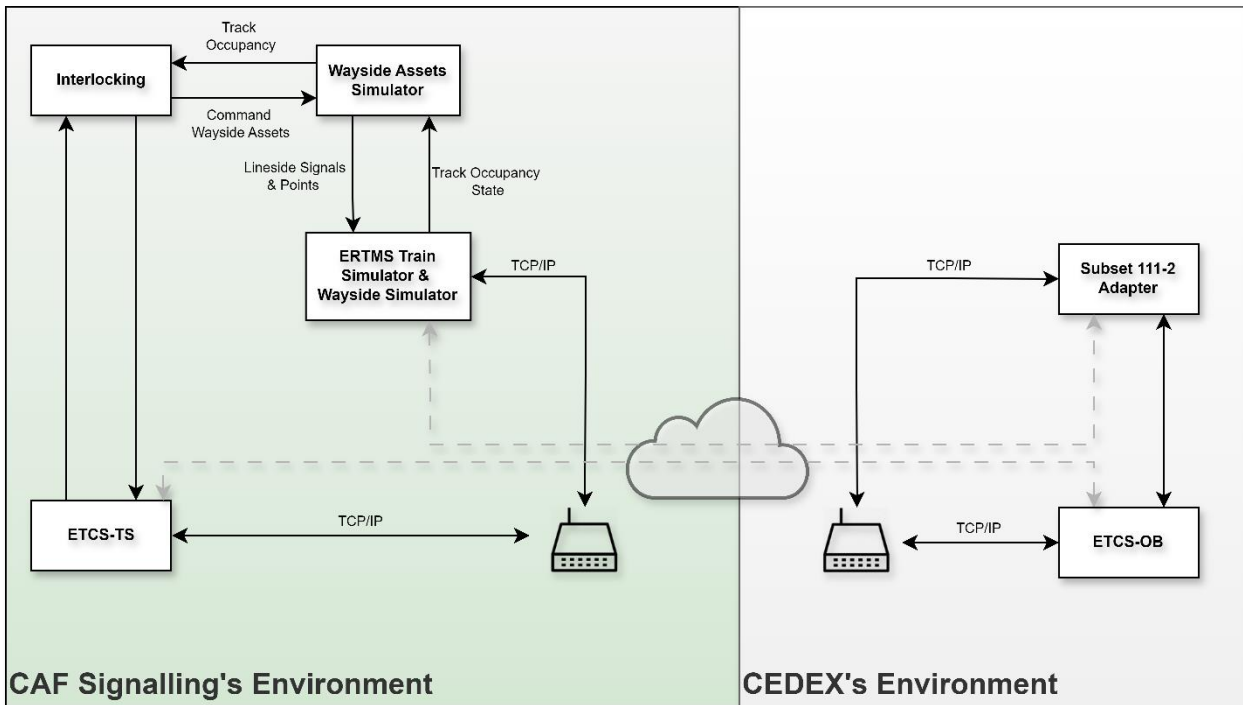 Track
Occupancy
Interlocking
Wayside Assets
Simulator
Command
Wayside Assets
Lineside Signals
& Points
Track Occupancy
State
ERTMS Train
Simulator &
Wayside Simulator
TCP/IP
TCP/IP
Subset 111-2
Adapter
ETCS-TS
TCP/IP
TCP/IP
ETCS-OB
CAF Signalling's Environment
CEDEX's Environment